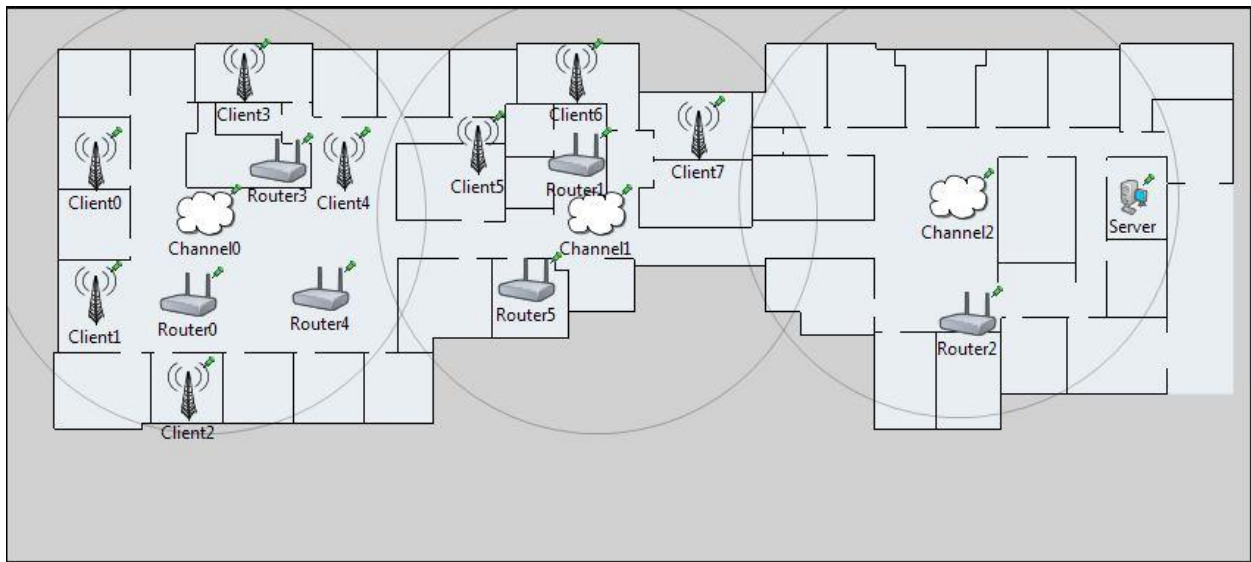 Client3
Client6
Client0
Router3
Client4
Client5
Router1
Client7
Channel0
Channel1
Channel2
Server
Client1
Router0
Router4
Router5
Router2
Client2